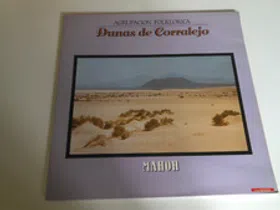 AGRUPACION FOLKLORICA
Dunas de Corralejo
MAHOH